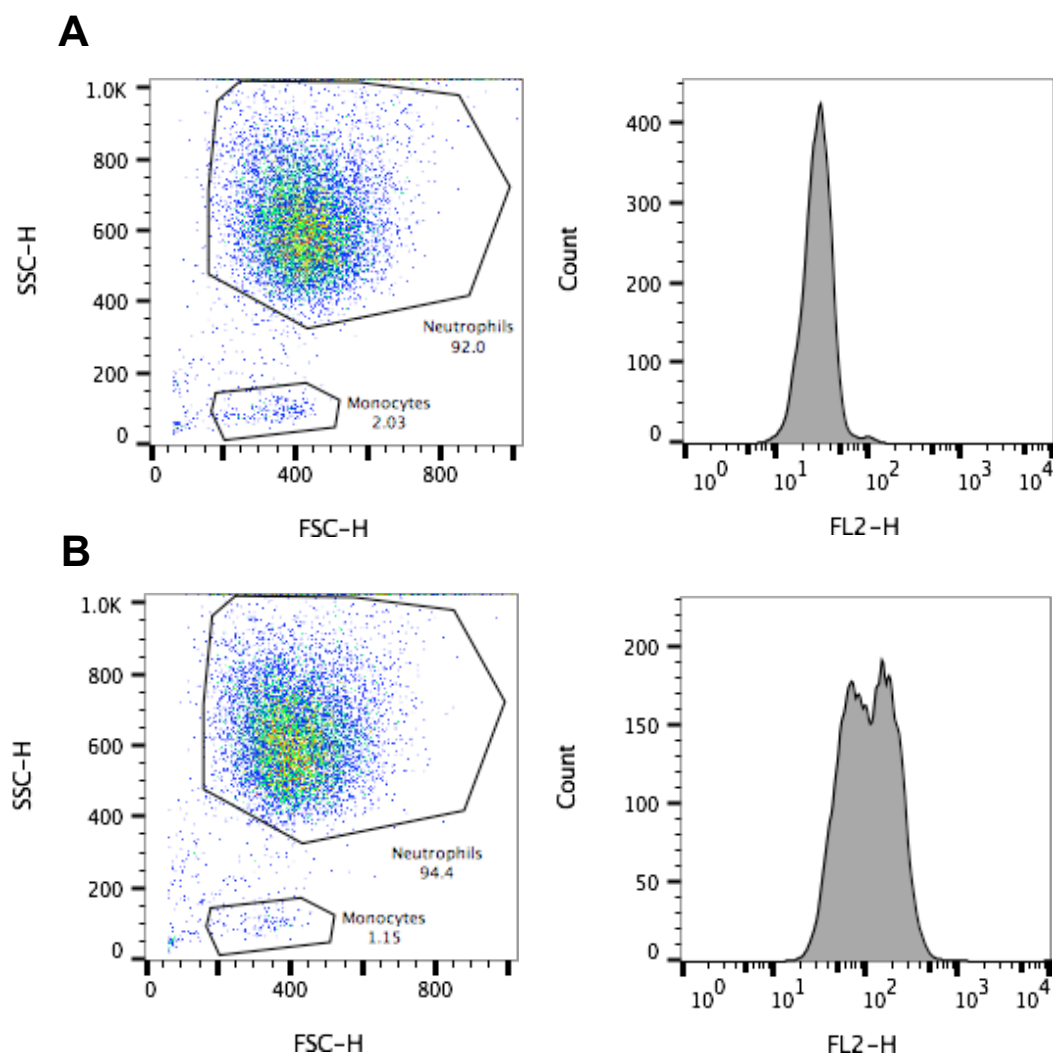 A
1.0K
800
600
400
200
0
SSC-H
Neutrophils
92.0
Monocytes
2.03
0
400
800
FSC-H
400
300
200
100
0
Count
10^0
10^1
10^2
10^3
10^4
FL2-H
B
1.0K
800
600
400
200
0
SSC-H
Neutrophils
94.4
Monocytes
1.15
0
400
800
FSC-H
200
150
100
50
0
Count
10^0
10^1
10^2
10^3
10^4
FL2-H